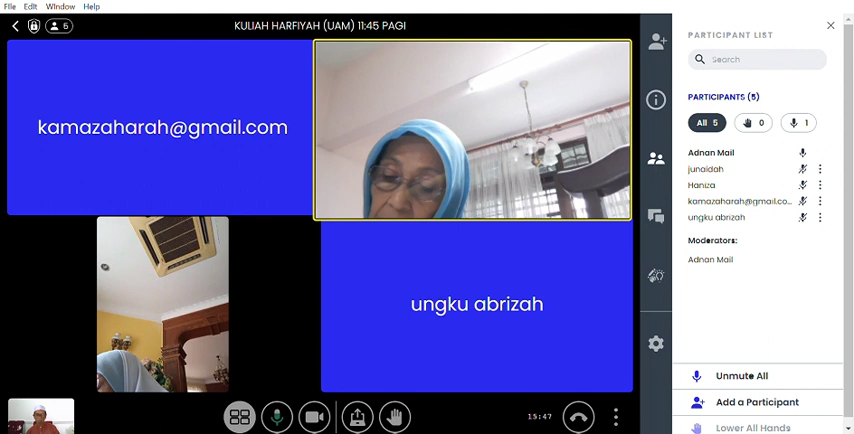 File Edit Window Help
6
KULIAH HARFIYAH (UAM) 11:45 PAGI
kamazaharah@gmail.com
ungku abrizah
15:47
PARTICIPANT LIST
Search
PARTICIPANTS (5)
All 5
0
1
Adnan Mail
junaidah
Haniza
kamazaharah@gmail.co...
ungku abrizah
Moderators:
Adnan Mail
Unmute All
Add a Participant
Lower All Hands